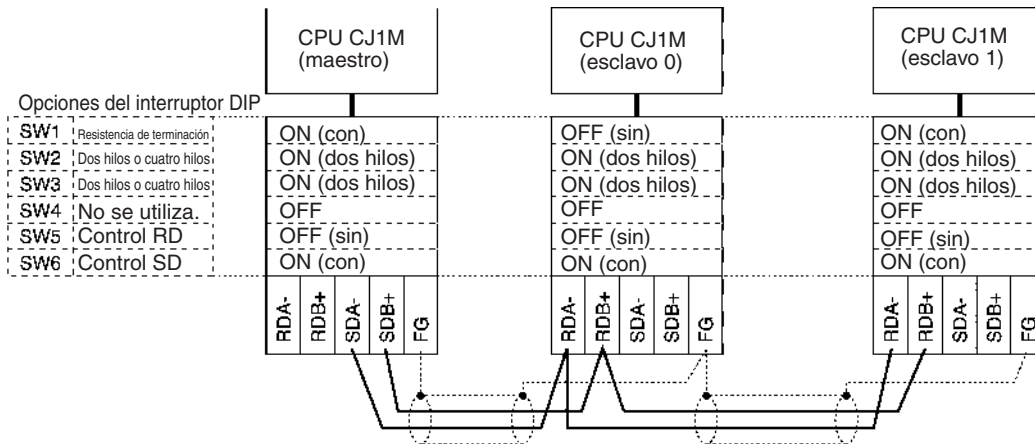 CPU CJ1M
(maestro)
CPU CJ1M
(esclavo 0)
CPU CJ1M
(esclavo 1)
Opciones del interruptor DIP
SW1 Resistencia de terminación ON (con) OFF (sin) ON (con)
SW2 Dos hilos o cuatro hilos ON (dos hilos) ON (dos hilos) ON (dos hilos)
SW3 Dos hilos o cuatro hilos ON (dos hilos) ON (dos hilos) ON (dos hilos)
SW4 No se utiliza. OFF OFF OFF
SW5 Control RD OFF (sin) OFF (sin) OFF (sin)
SW6 Control SD ON (con) ON (con) ON (con)
RDA- RDB+ SDA- SDB+ FG RDA- RDB+ SDA- SDB+ FG RDA- RDB+ SDA- SDB+ FG